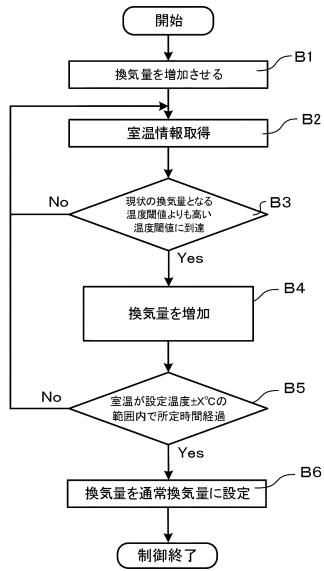 開始
換気量を増加させる
B1
室温情報取得
B2
現状の換気量となる
温度閾値よりも高い
温度閾値に到達
B3
No
Yes
換気量を増加
B4
室温が設定温度±X℃の
範囲内で所定時間経過
B5
No
Yes
換気量を通常換気量に設定
B6
制御終了